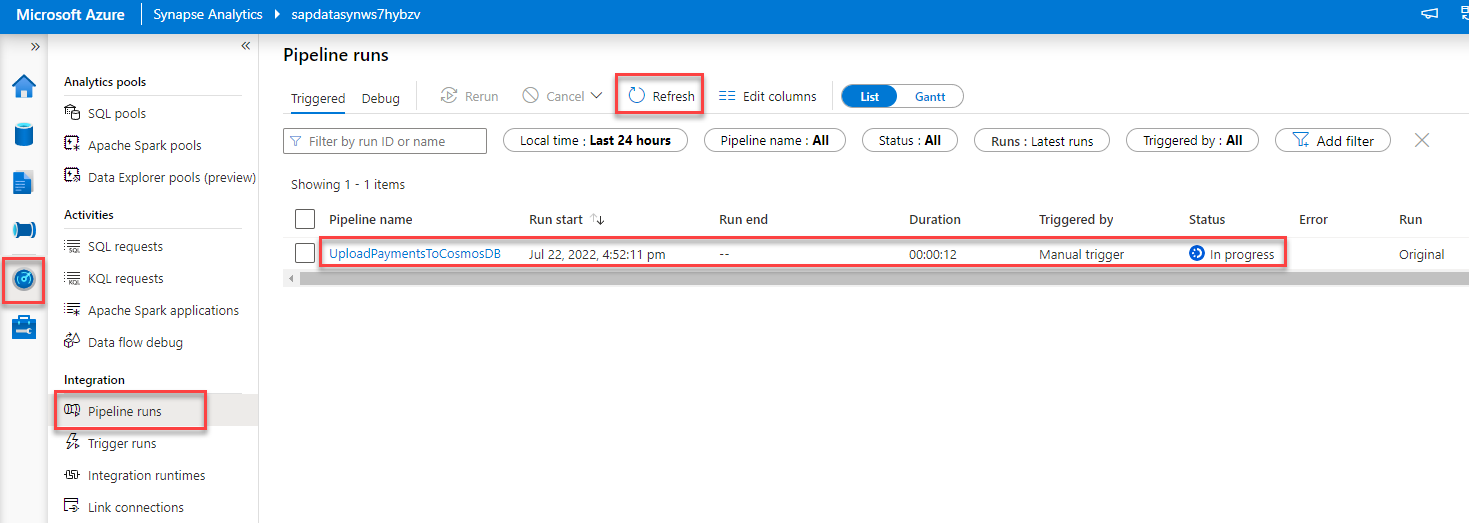 Microsoft Azure Synapse Analytics sapdatasynws7hybzv
Analytics pools
SQL pools
Apache Spark pools
Data Explorer pools (preview)
Activities
SQL requests
KQL requests
Apache Spark applications
Data flow debug
Integration
Pipeline runs
Trigger runs
Integration runtimes
Link connections
Pipeline runs
Triggered Debug Rerun Cancel Refresh Edit columns List Gantt
Filter by run ID or name Local time : Last 24 hours Pipeline name : All Status : All Runs : Latest runs Triggered by : All Add filter
Showing 1 - 1 items
Pipeline name Run start Run end Duration Triggered by Status Error Run
UploadPaymentsToCosmosDB Jul 22, 2022, 4:52:11 pm -- 00:00:12 Manual trigger In progress Original